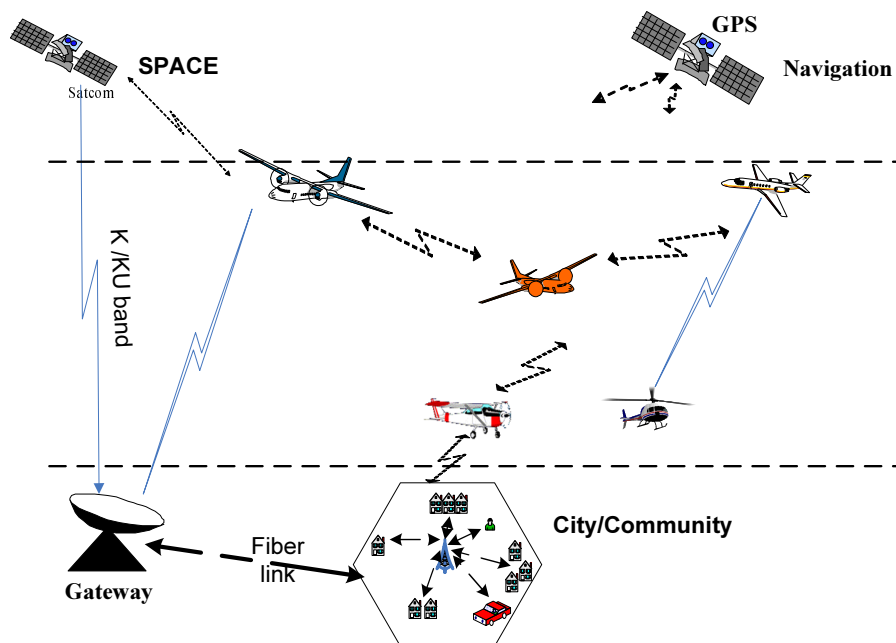 GPS
SPACE
Navigation
Satcom
K /KU band
City/Community
Fiber
link
Gateway